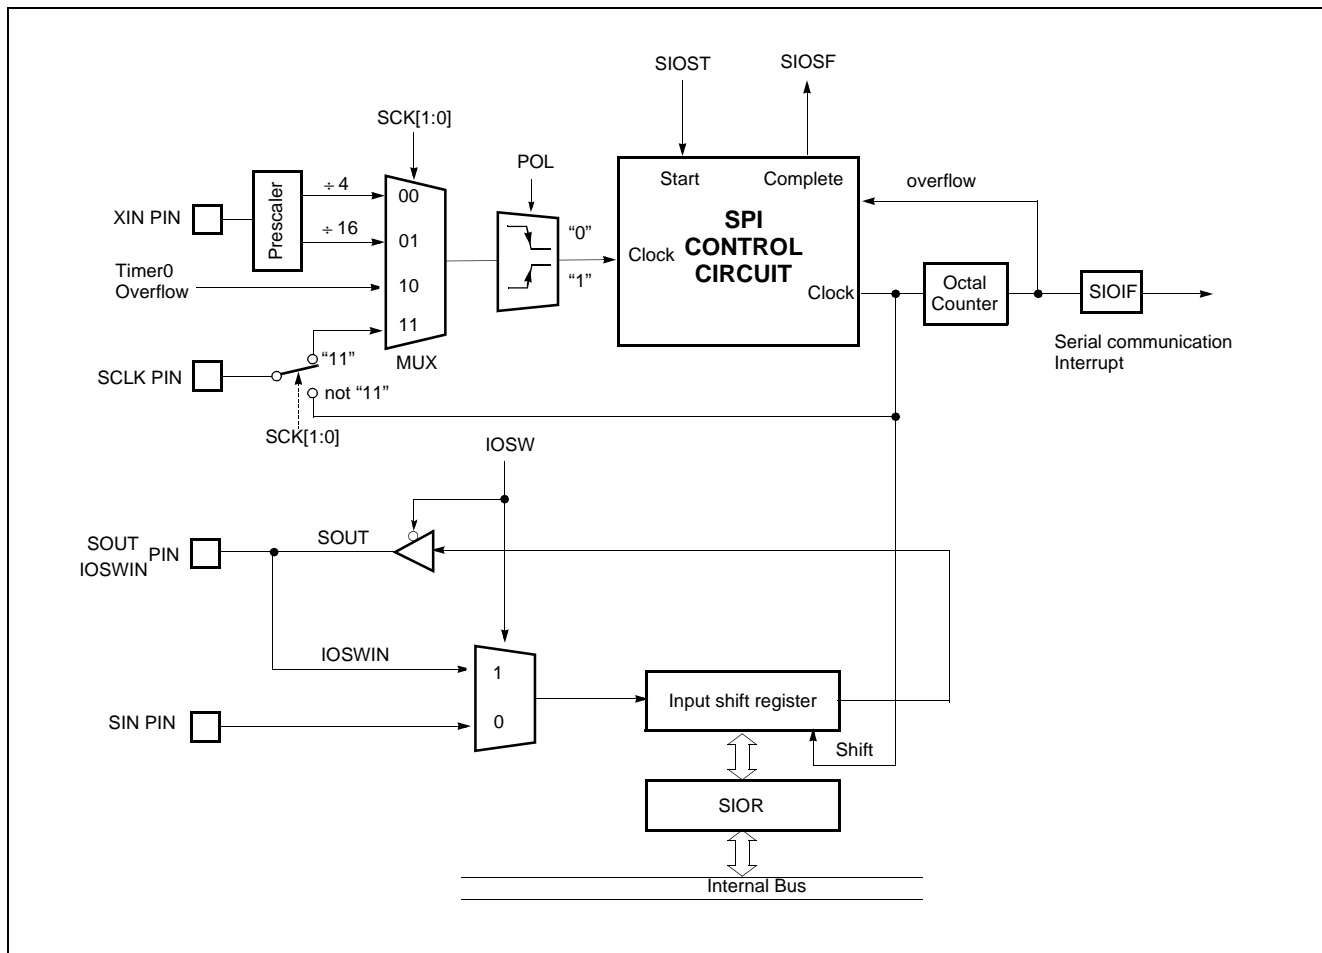 SIOST
SIOSF
SCK[1:0]
POL
Start
Complete
overflow
XIN PIN
Prescaler
÷ 4
÷ 16
00
01
10
11
MUX
"0"
"1"
Clock
SPI
CONTROL
CIRCUIT
Clock
Octal
Counter
SIOIF
Timer0
Overflow
Serial communication
Interrupt
SCLK PIN
"11"
not "11"
SCK[1:0]
IOSW
SOUT
IOSWIN
PIN
SOUT
IOSWIN
1
0
SIN PIN
Input shift register
Shift
SIOR
Internal Bus